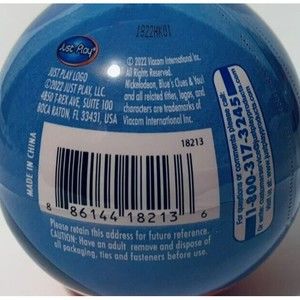 1922HK01
Just Play
JUST PLAY LOGO
©2022 JUST PLAY, LLC.
4850 T-REX AVE, SUITE 100
BOCA RATON, FL 33431, USA
© 2022 Viacom International Inc.
All Rights Reserved.
Nickelodeon, Blue's Clues & You!
and all related titles, logos, and
characters are trademarks of
Viacom International Inc.
MADE IN CHINA
18213
8 86144 18213 6
1-800-317-3245
Please retain this address for future reference.
CAUTION: Have an adult remove and dispose of
all packaging, ties and fasteners before use.